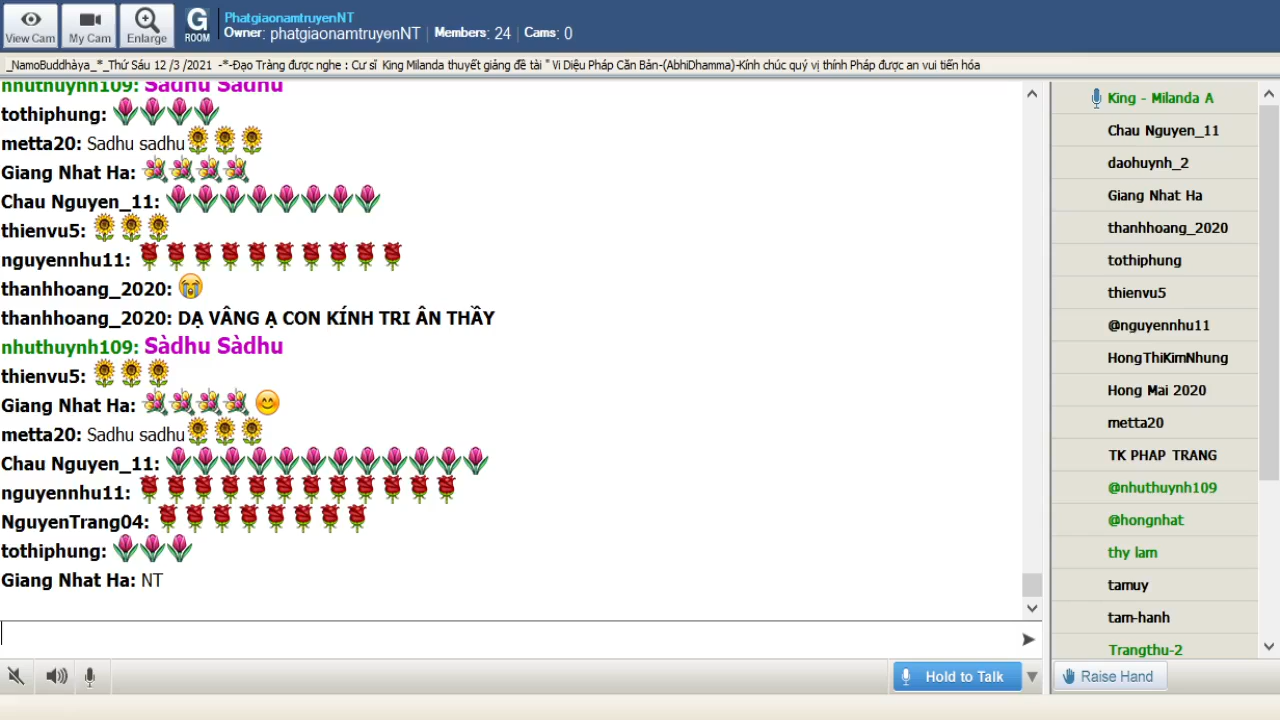 View Cam
My Cam
Enlarge
G
ROOM
PhatgiaonamtruyenNT
Owner: phatgiaonamtruyenNT | Members: 24 | Cams: 0
_NamoBuddhàya_*_Thứ Sáu 12 /3 /2021 -*-Đạo Tràng được nghe : Cư sĩ King Milanda thuyết giảng đề tài " Vi Diệu Pháp Căn Bản-(AbhiDhamma)-Kính chúc quý vị thính Pháp được an vui tiến hóa
nhuthuynh109: Sàdhu Sàdhu
tothiphung:
metta20: Sadhu sadhu
Giang Nhat Ha:
Chau Nguyen_11:
thienvu5:
nguyennhu11:
thanhhoang_2020:
thanhhoang_2020: DẠ VÂNG Ạ CON KÍNH TRI ÂN THẦY
nhuthuynh109: Sàdhu Sàdhu
thienvu5:
Giang Nhat Ha:
metta20: Sadhu sadhu
Chau Nguyen_11:
nguyennhu11:
NguyenTrang04:
tothiphung:
Giang Nhat Ha: NT
King - Milanda A
Chau Nguyen_11
daohuynh_2
Giang Nhat Ha
thanhhoang_2020
tothiphung
thienvu5
@nguyennhu11
HongThiKimNhung
Hong Mai 2020
metta20
TK PHAP TRANG
@nhuthuynh109
@hongnhat
thy lam
tamuy
tam-hanh
Trangthu-2
Hold to Talk
Raise Hand